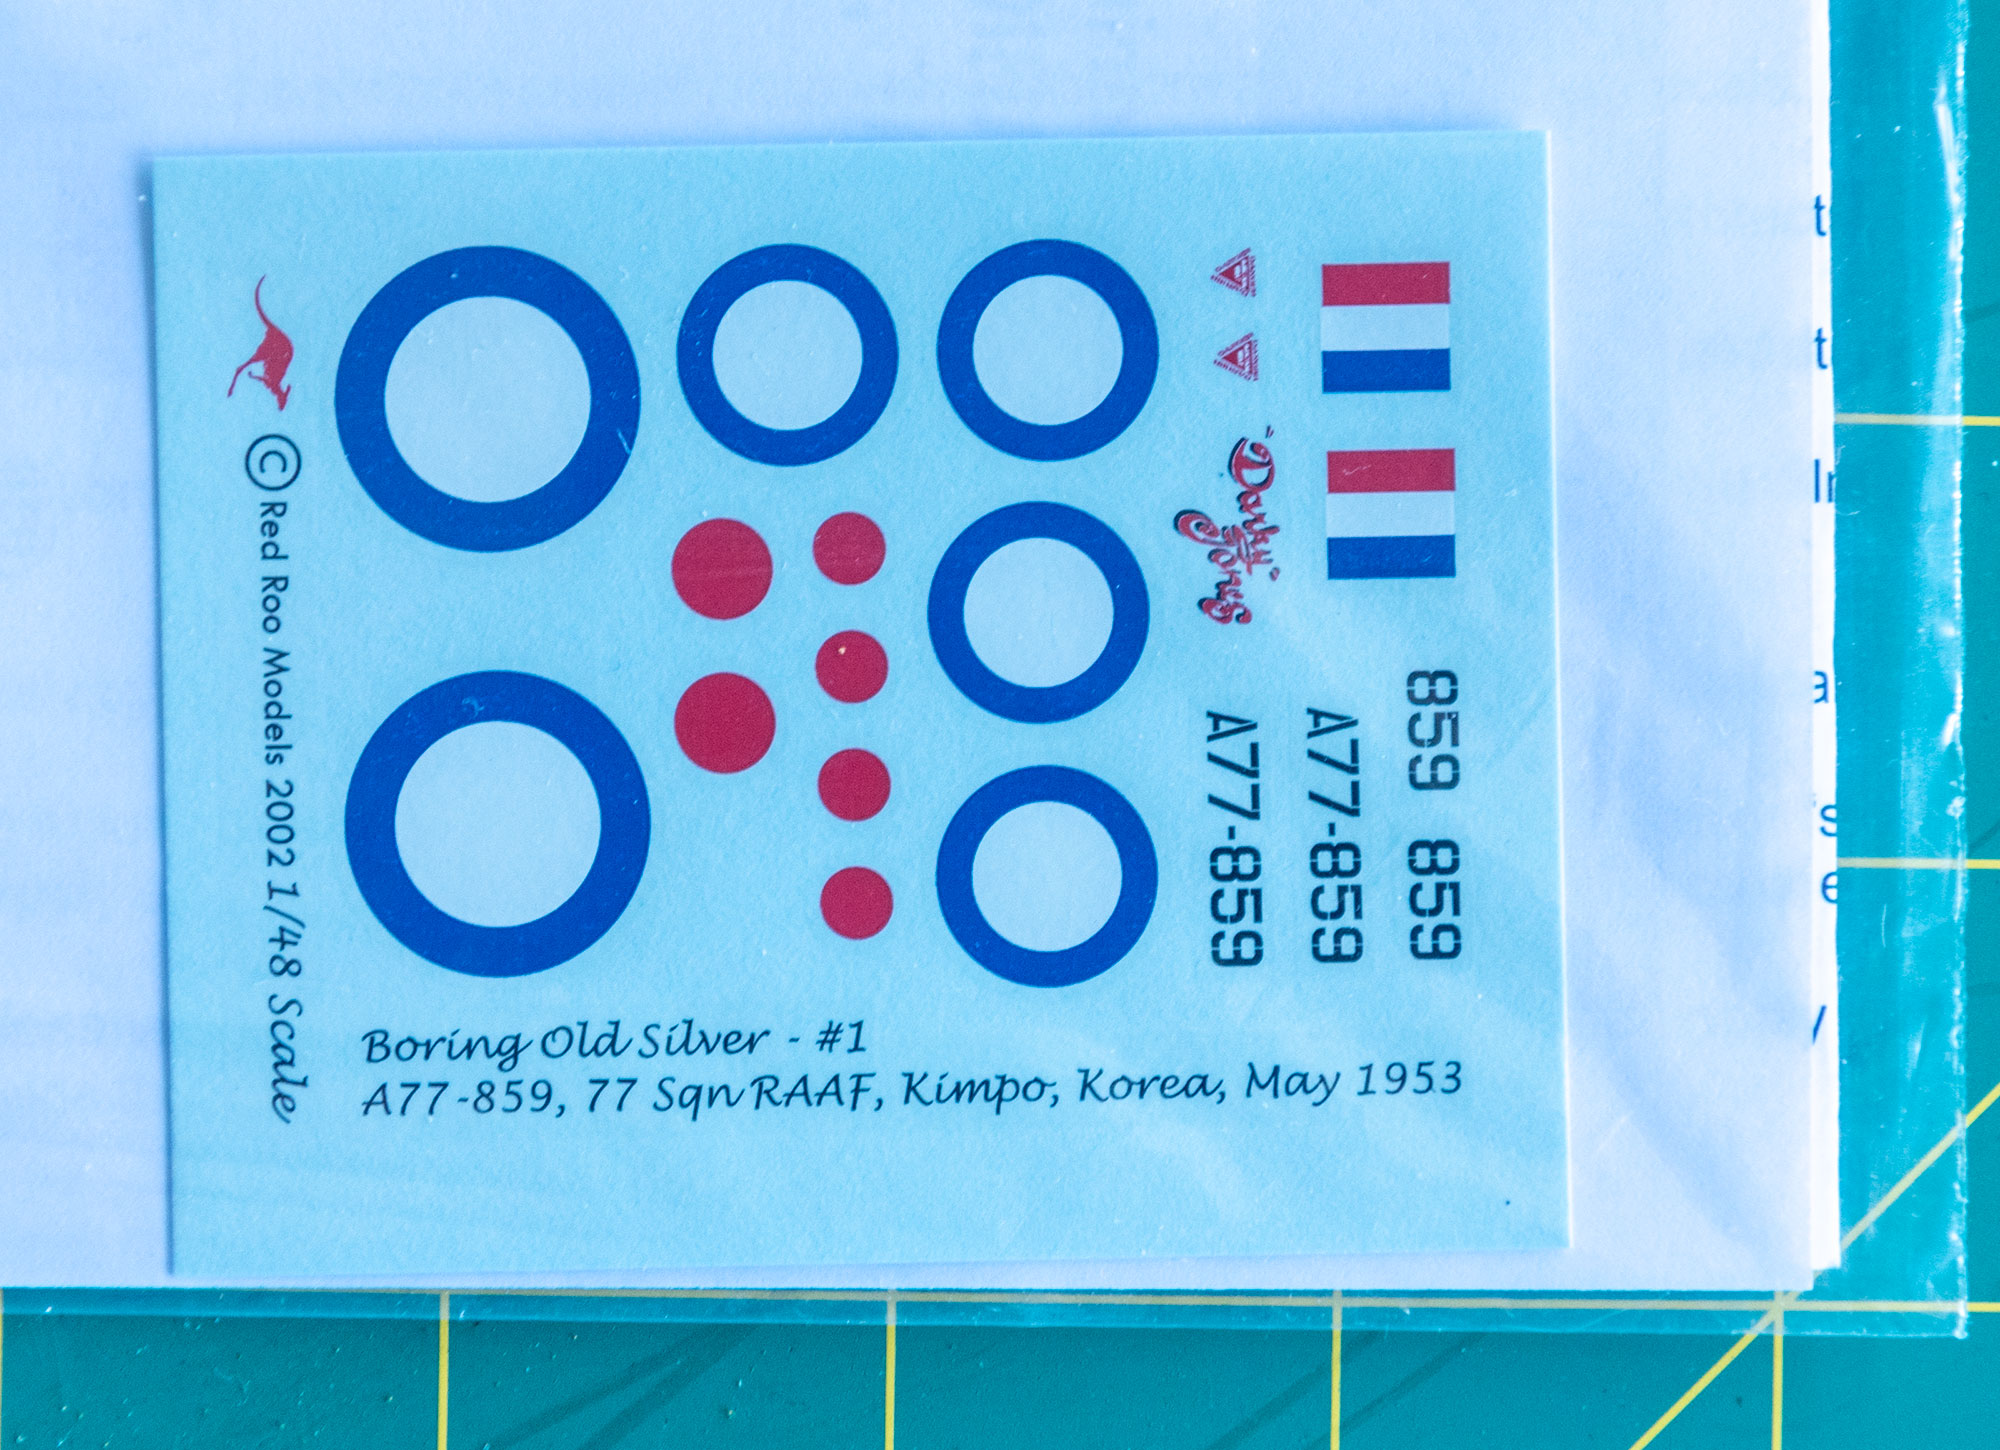 © Red Roo Models 2002 1/48 Scale
859 859
A77-859
A77-859
Boring Old Silver - #1
A77-859, 77 Sqn RAAF, Kimpo, Korea, May 1953